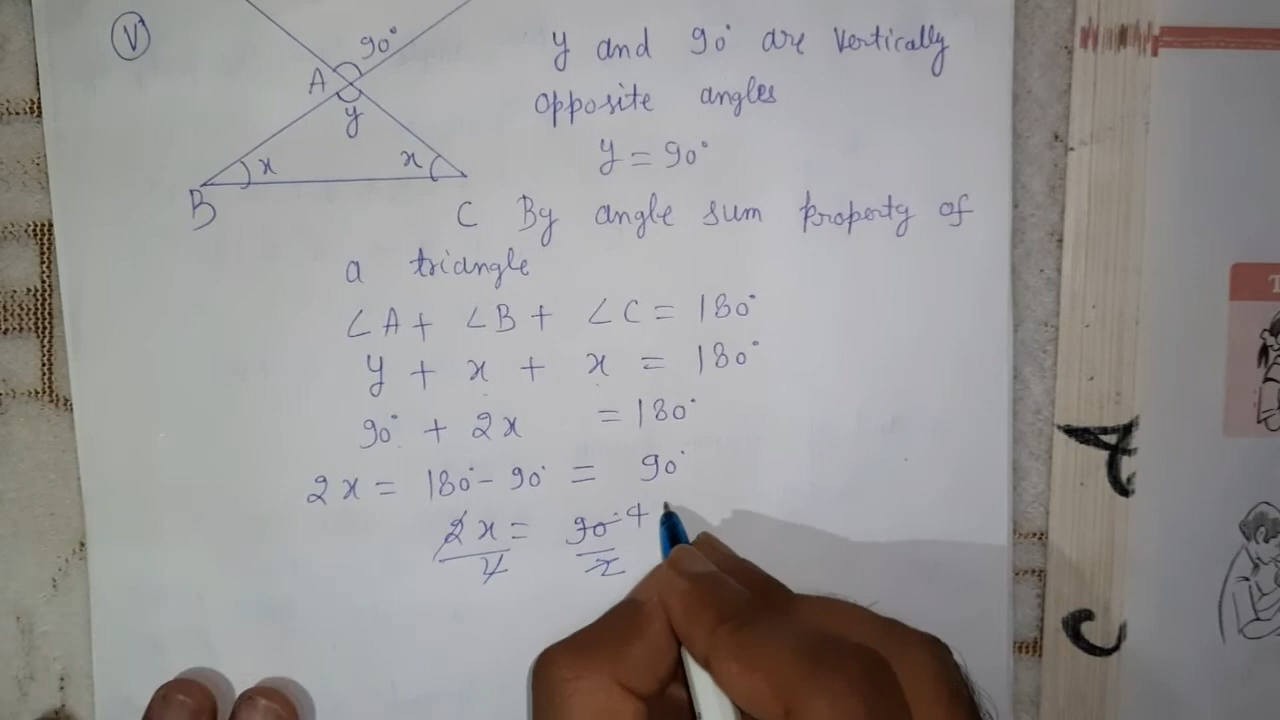 (v)
90°
A
y
x
x
B
C
y and 90° are vertically
opposite angles
y = 90°
By angle sum property of
a triangle
∠A + ∠B + ∠C = 180°
y + x + x = 180°
90° + 2x = 180°
2x = 180° - 90° = 90°
2x/2 = 90°/2 4
A
C
T